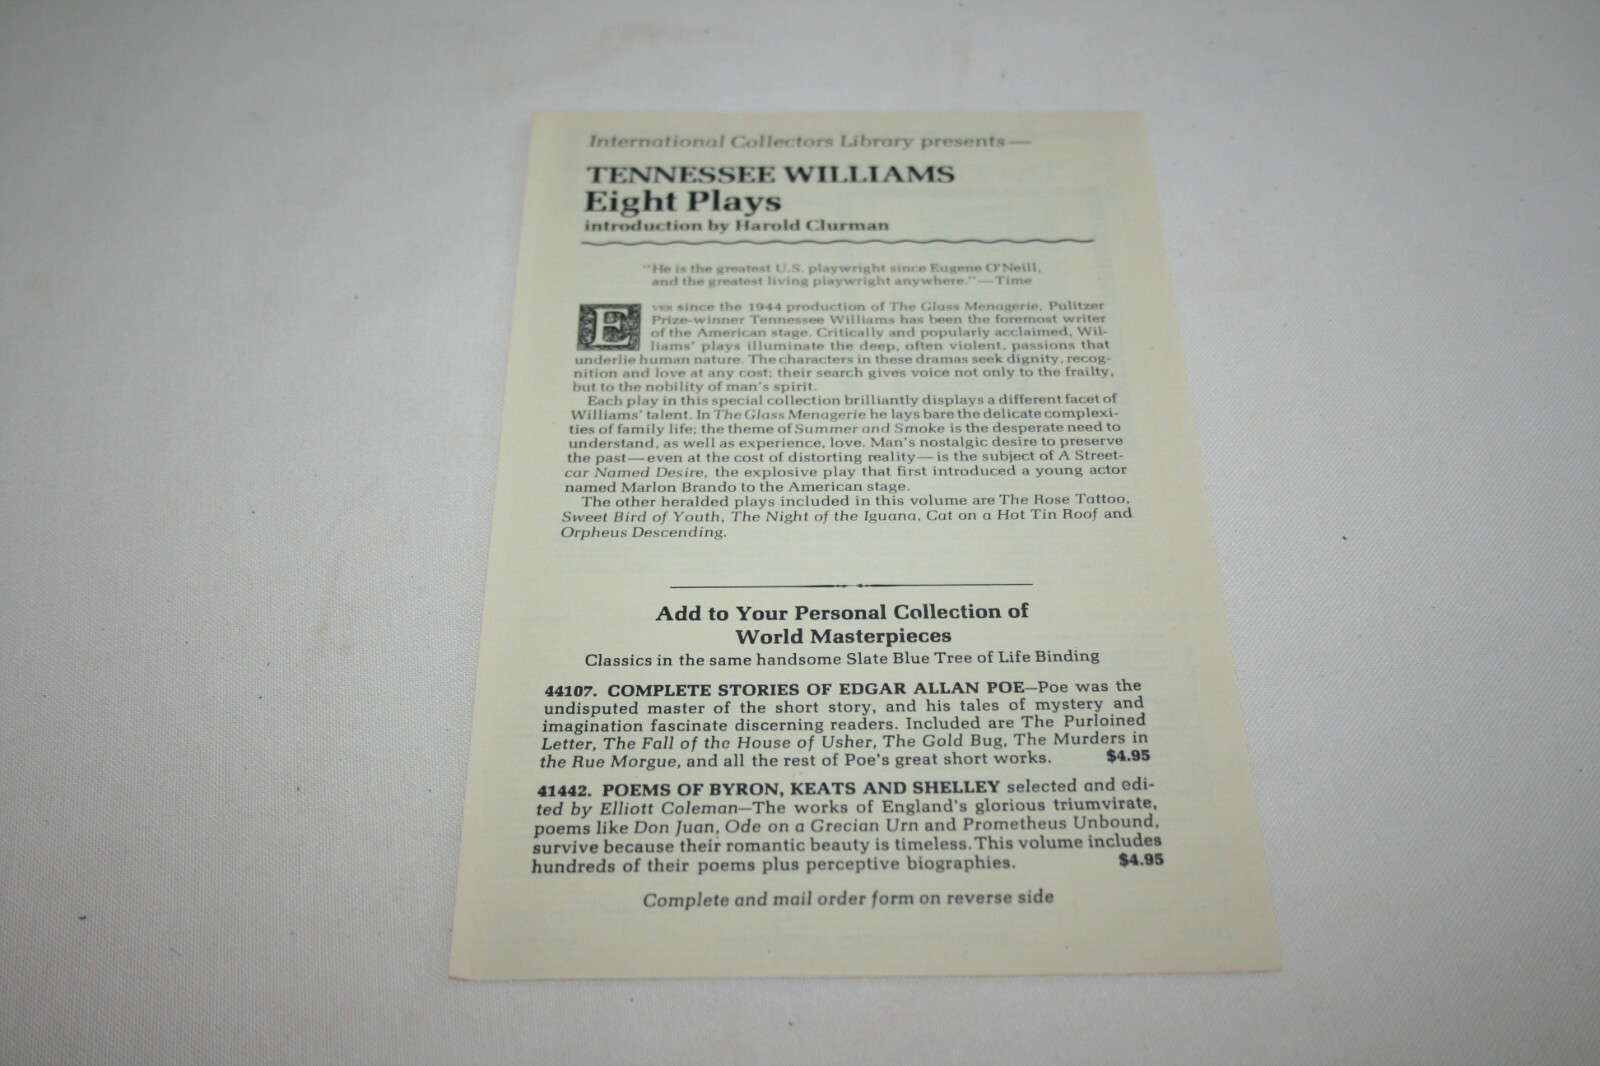 International Collectors Library presents—
TENNESSEE WILLIAMS
Eight Plays
introduction by Harold Clurman
"He is the greatest U.S. playwright since Eugene O'Neill,
and the greatest living playwright anywhere."—Time
EVER since the 1944 production of The Glass Menagerie, Pulitzer
Prize-winner Tennessee Williams has been the foremost writer
of the American stage. Critically and popularly acclaimed, Wil-
liams' plays illuminate the deep, often violent, passions that
underlie human nature. The characters in these dramas seek dignity, recog-
nition and love at any cost; their search gives voice not only to the frailty,
but to the nobility of man's spirit.
Each play in this special collection brilliantly displays a different facet of
Williams' talent. In The Glass Menagerie he lays bare the delicate complexi-
ties of family life; the theme of Summer and Smoke is the desperate need to
understand, as well as experience, love. Man's nostalgic desire to preserve
the past—even at the cost of distorting reality—is the subject of A Street-
car Named Desire, the explosive play that first introduced a young actor
named Marlon Brando to the American stage.
The other heralded plays included in this volume are The Rose Tattoo,
Sweet Bird of Youth, The Night of the Iguana, Cat on a Hot Tin Roof and
Orpheus Descending.
Add to Your Personal Collection of
World Masterpieces
Classics in the same handsome Slate Blue Tree of Life Binding
44107. COMPLETE STORIES OF EDGAR ALLAN POE—Poe was the
undisputed master of the short story, and his tales of mystery and
imagination fascinate discerning readers. Included are The Purloined
Letter, The Fall of the House of Usher, The Gold Bug, The Murders in
the Rue Morgue, and all the rest of Poe's great short works. $4.95
41442. POEMS OF BYRON, KEATS AND SHELLEY selected and edi-
ted by Elliott Coleman—The works of England's glorious triumvirate,
poems like Don Juan, Ode on a Grecian Urn and Prometheus Unbound,
survive because their romantic beauty is timeless. This volume includes
hundreds of their poems plus perceptive biographies. $4.95
Complete and mail order form on reverse side